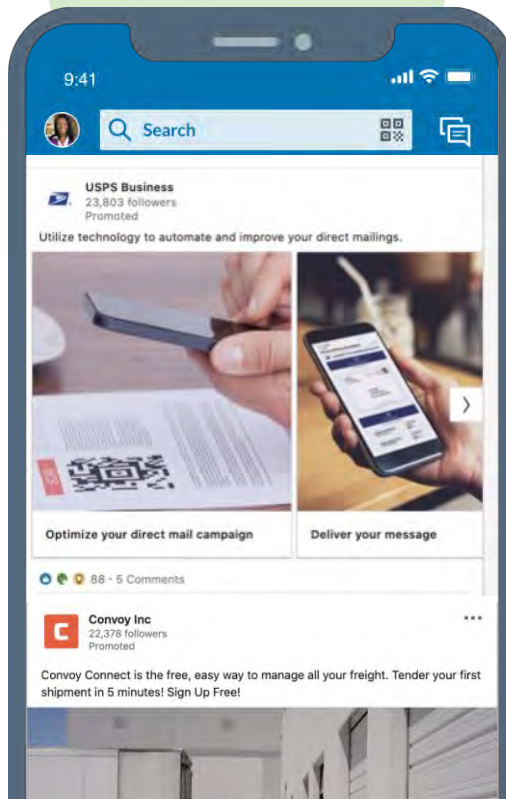 9:41
Search
USPS Business
23,803 followers
Promoted
Utilize technology to automate and improve your direct mailings.
Optimize your direct mail campaign
Deliver your message
88 - 5 Comments
Convoy Inc
22,378 followers
Promoted
Convoy Connect is the free, easy way to manage all your freight. Tender your first
shipment in 5 minutes! Sign Up Free!